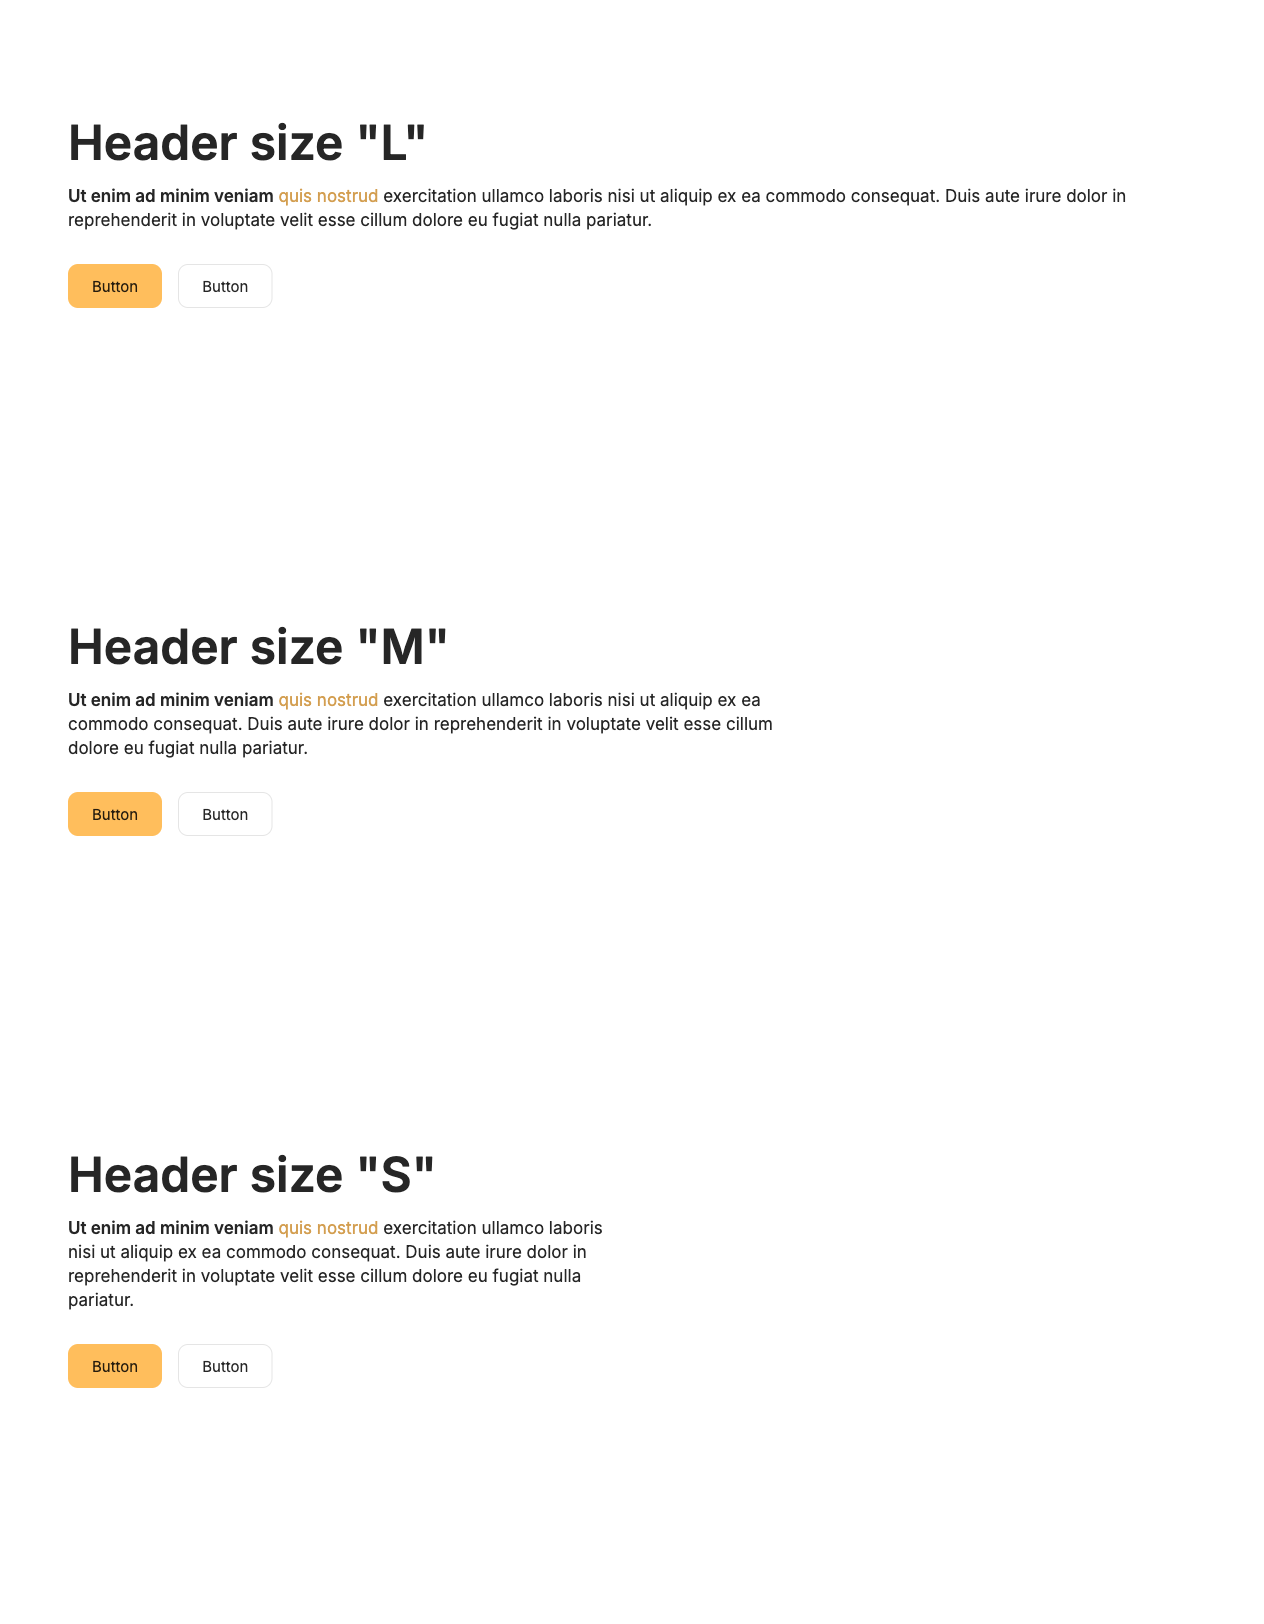 Header size "L"
Ut enim ad minim veniam quis nostrud exercitation ullamco laboris nisi ut aliquip ex ea commodo consequat. Duis aute irure dolor in
reprehenderit in voluptate velit esse cillum dolore eu fugiat nulla pariatur.
Button Button
Header size "M"
Ut enim ad minim veniam quis nostrud exercitation ullamco laboris nisi ut aliquip ex ea
commodo consequat. Duis aute irure dolor in reprehenderit in voluptate velit esse cillum
dolore eu fugiat nulla pariatur.
Button Button
Header size "S"
Ut enim ad minim veniam quis nostrud exercitation ullamco laboris
nisi ut aliquip ex ea commodo consequat. Duis aute irure dolor in
reprehenderit in voluptate velit esse cillum dolore eu fugiat nulla
pariatur.
Button Button